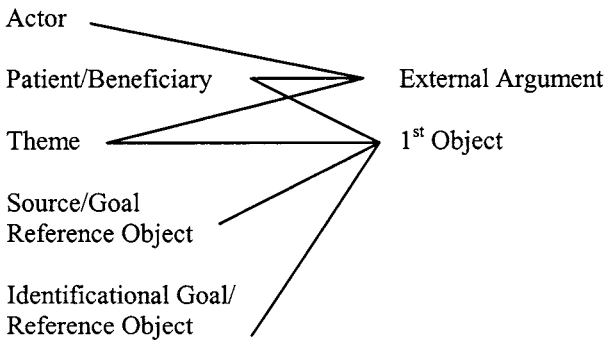 Actor
Patient/Beneficiary
External Argument
Theme
1st Object
Source/Goal
Reference Object
Identificational Goal/
Reference Object